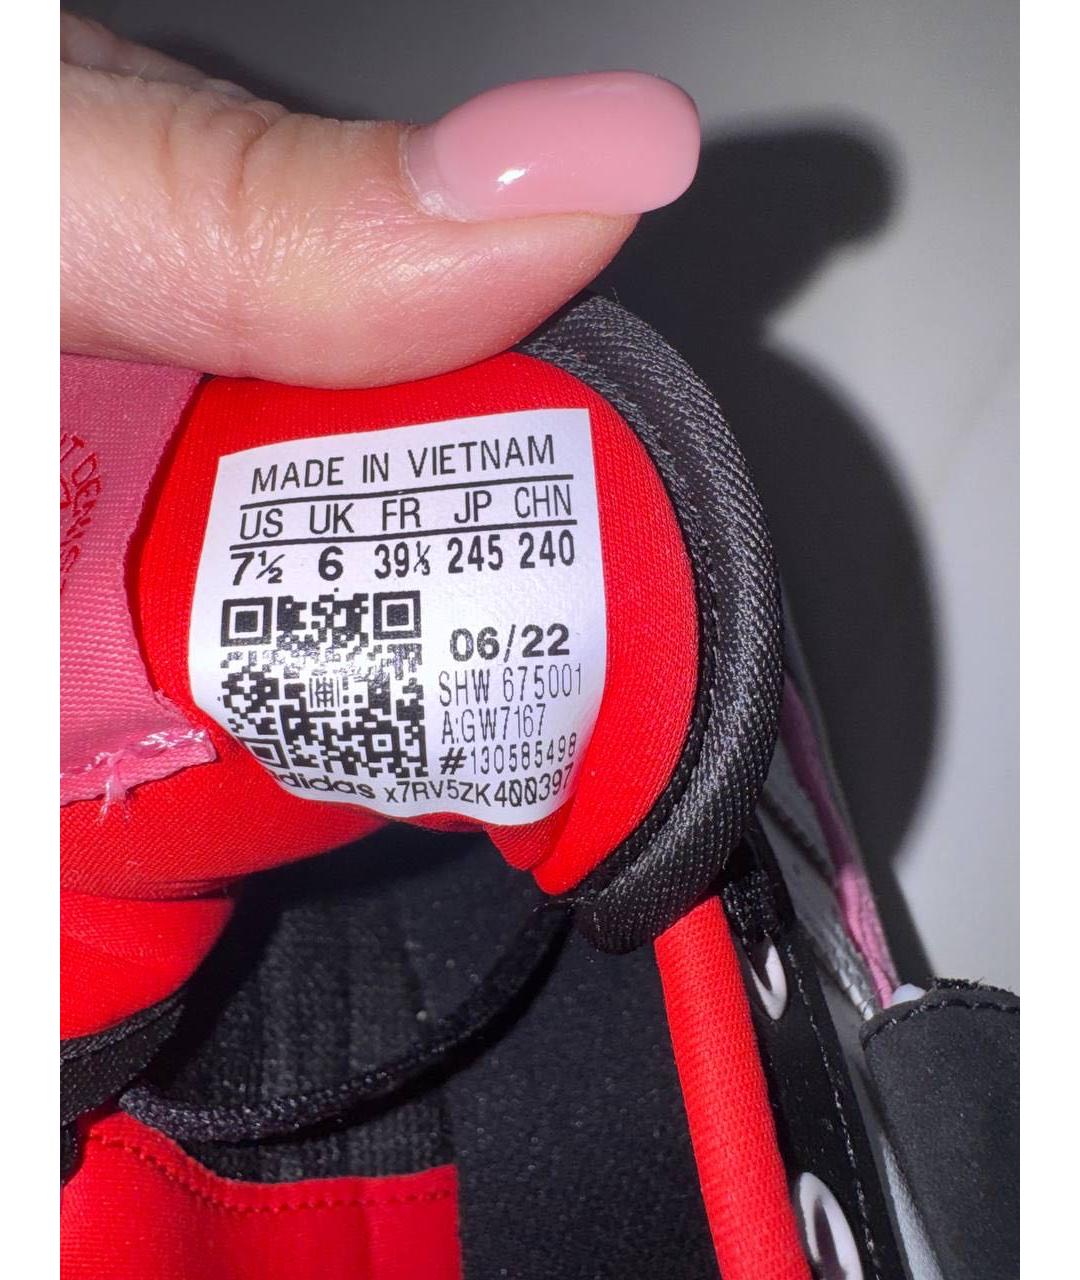 MADE IN VIETNAM
US UK FR JP CHN
7½ 6 39⅓ 245 240
06/22
SHW 675001
A:GW7167
#130585498
adidas x7RV5ZK400397